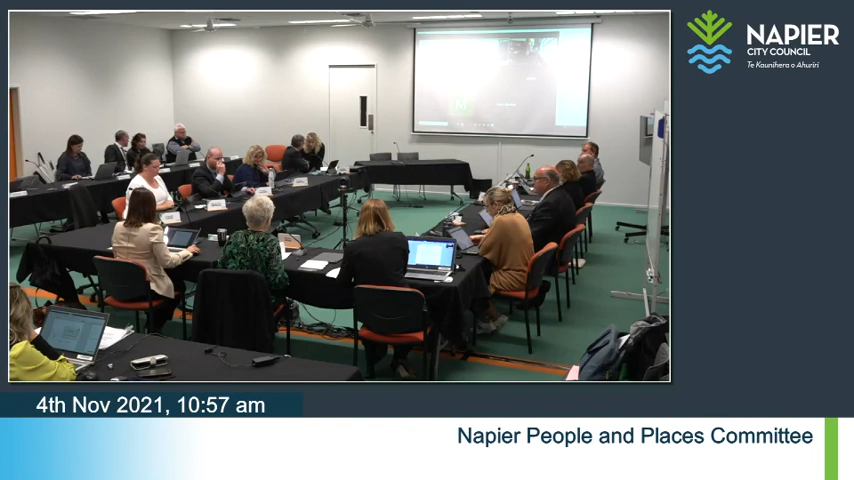 NAPIER
CITY COUNCIL
Te Kaunihera o Ahuriri
M
4th Nov 2021, 10:57 am
Napier People and Places Committee